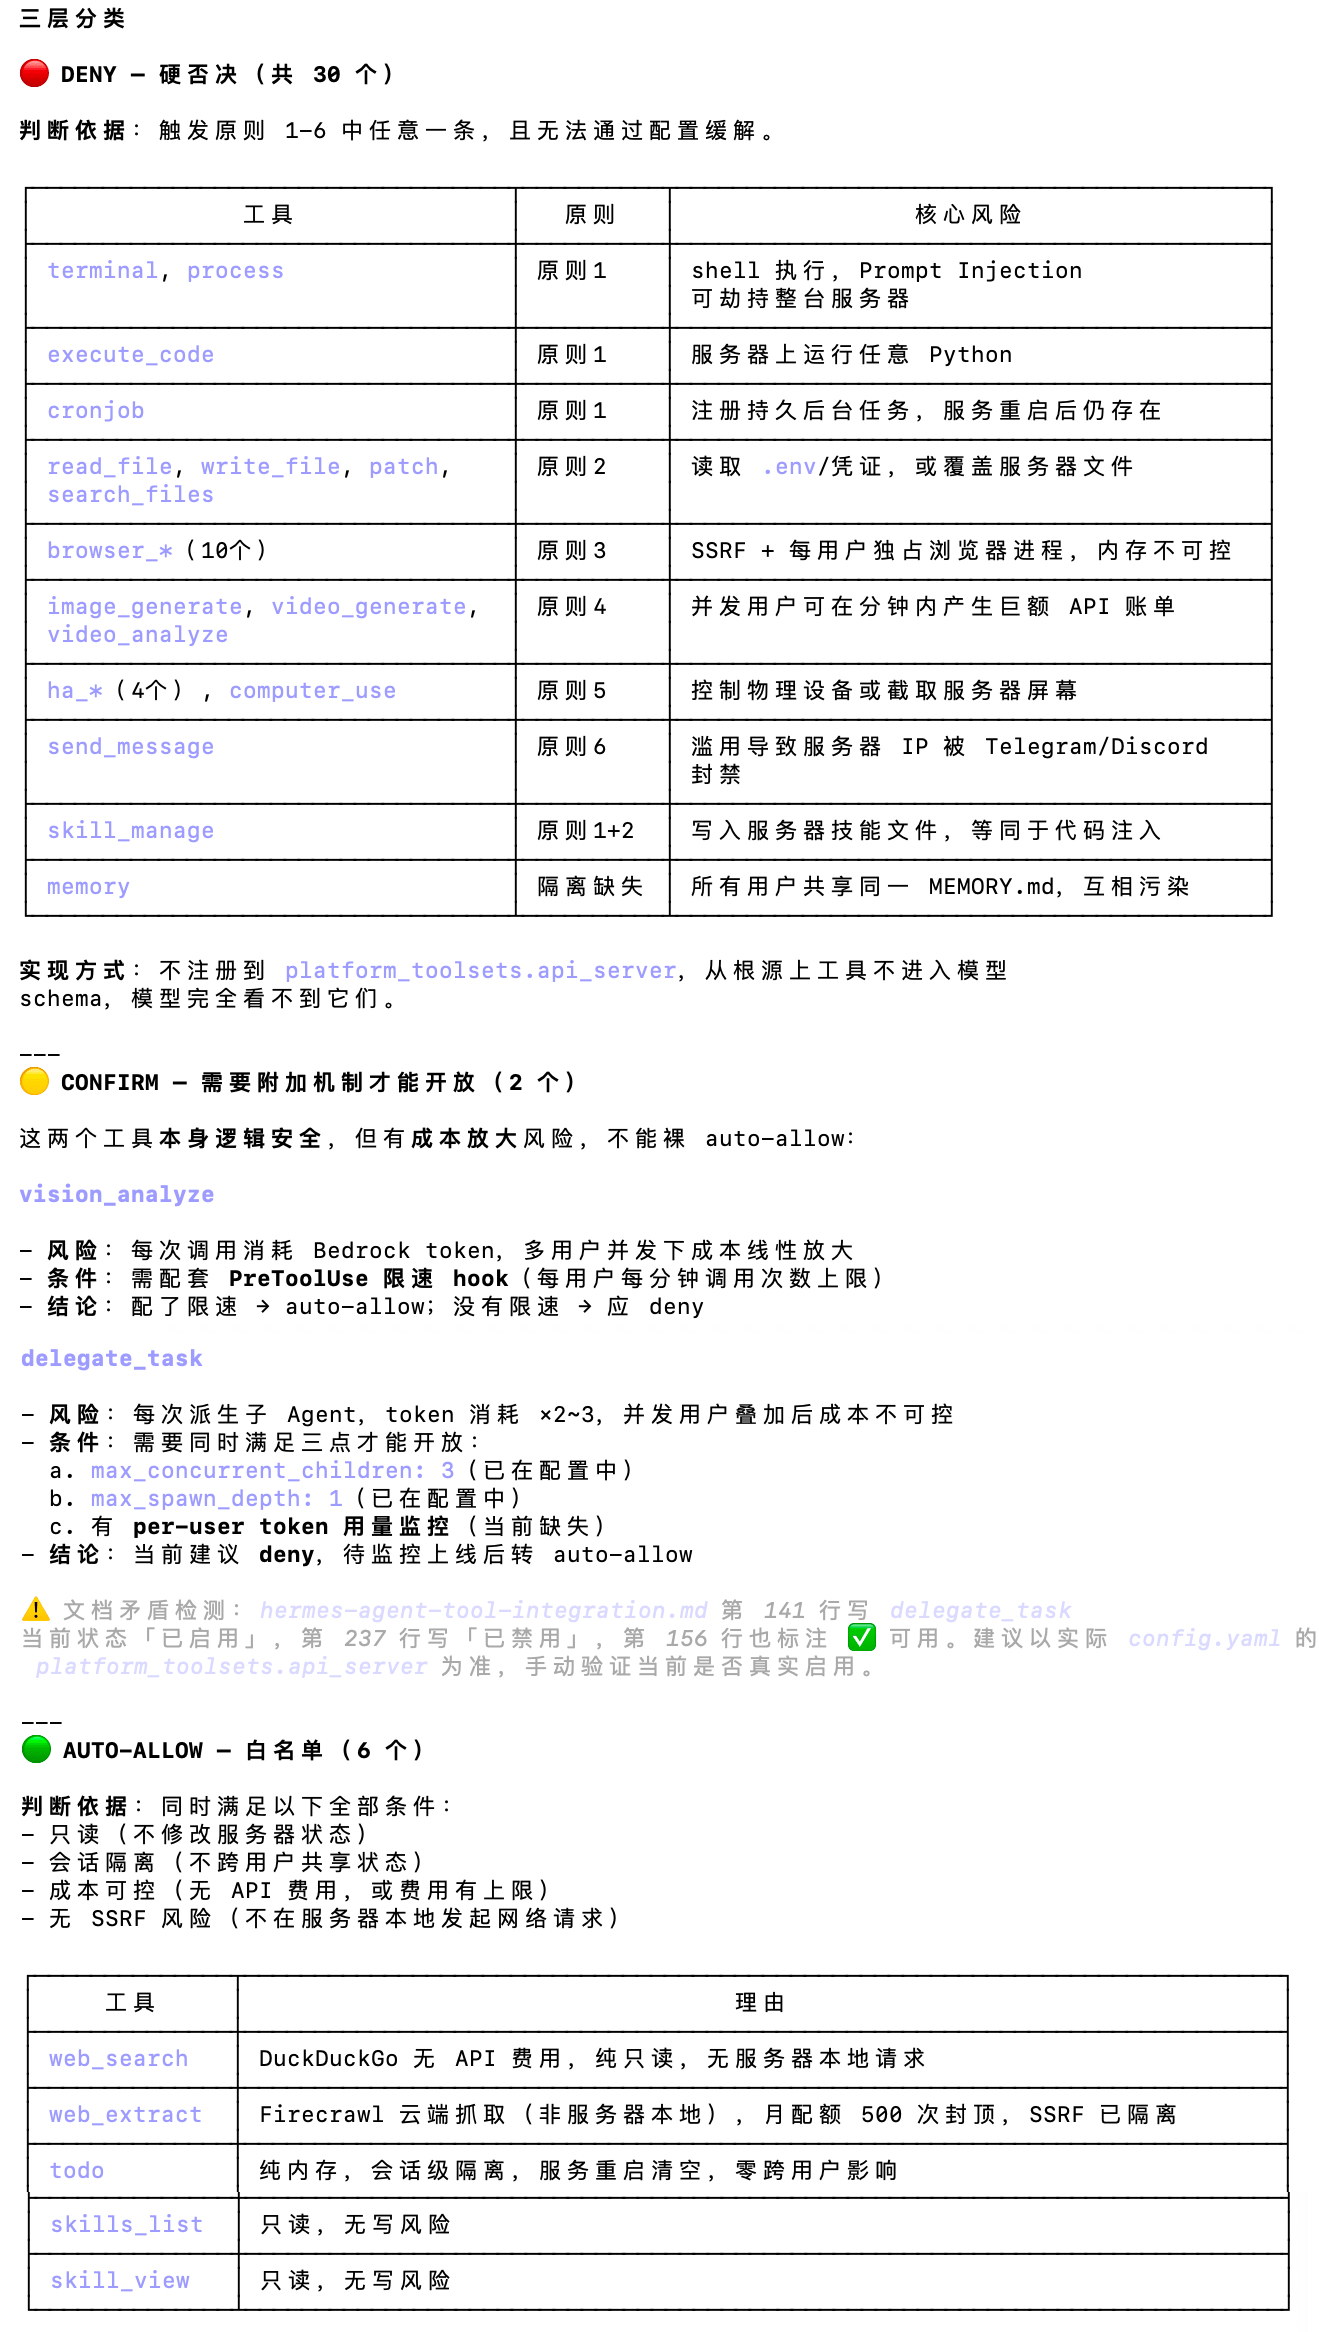 三层分类
🔴 DENY — 硬否决（共 30 个）
判断依据：触发原则 1-6 中任意一条，且无法通过配置缓解。
工具 原则 核心风险
terminal, process 原则1 shell 执行，Prompt Injection
可劫持整台服务器
execute_code 原则1 服务器上运行任意 Python
cronjob 原则1 注册持久后台任务，服务重启后仍存在
read_file, write_file, patch, 原则2 读取 .env/凭证，或覆盖服务器文件
search_files
browser_*（10个） 原则3 SSRF + 每用户独占浏览器进程，内存不可控
image_generate, video_generate, 原则4 并发用户可在分钟内产生巨额 API 账单
video_analyze
ha_*（4个）, computer_use 原则5 控制物理设备或截取服务器屏幕
send_message 原则6 滥用导致服务器 IP 被 Telegram/Discord
封禁
skill_manage 原则1+2 写入服务器技能文件，等同于代码注入
memory 隔离缺失 所有用户共享同一 MEMORY.md，互相污染
实现方式：不注册到 platform_toolsets.api_server，从根源上工具不进入模型
schema，模型完全看不到它们。
---
🟡 CONFIRM — 需要附加机制才能开放（2 个）
这两个工具本身逻辑安全，但有成本放大风险，不能裸 auto-allow：
vision_analyze
- 风险：每次调用消耗 Bedrock token，多用户并发下成本线性放大
- 条件：需配套 PreToolUse 限速 hook（每用户每分钟调用次数上限）
- 结论：配了限速 → auto-allow；没有限速 → 应 deny
delegate_task
- 风险：每次派生子 Agent，token 消耗 ×2~3，并发用户叠加后成本不可控
- 条件：需要同时满足三点才能开放：
a. max_concurrent_children: 3（已在配置中）
b. max_spawn_depth: 1（已在配置中）
c. 有 per-user token 用量监控（当前缺失）
- 结论：当前建议 deny，待监控上线后转 auto-allow
⚠️ 文档矛盾检测：hermes-agent-tool-integration.md 第 141 行写 delegate_task
当前状态「已启用」，第 237 行写「已禁用」，第 156 行也标注 ✅ 可用。建议以实际 config.yaml 的
platform_toolsets.api_server 为准，手动验证当前是否真实启用。
---
🟢 AUTO-ALLOW — 白名单（6 个）
判断依据：同时满足以下全部条件：
- 只读（不修改服务器状态）
- 会话隔离（不跨用户共享状态）
- 成本可控（无 API 费用，或费用有上限）
- 无 SSRF 风险（不在服务器本地发起网络请求）
工具 理由
web_search DuckDuckGo 无 API 费用，纯只读，无服务器本地请求
web_extract Firecrawl 云端抓取（非服务器本地），月配额 500 次封顶，SSRF 已隔离
todo 纯内存，会话级隔离，服务重启清空，零跨用户影响
skills_list 只读，无写风险
skill_view 只读，无写风险